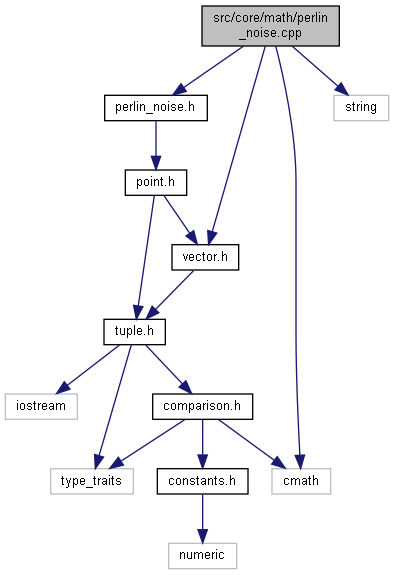 src/core/math/perlin
_noise.cpp
perlin_noise.h
string
point.h
vector.h
tuple.h
iostream
comparison.h
type_traits
constants.h
cmath
numeric